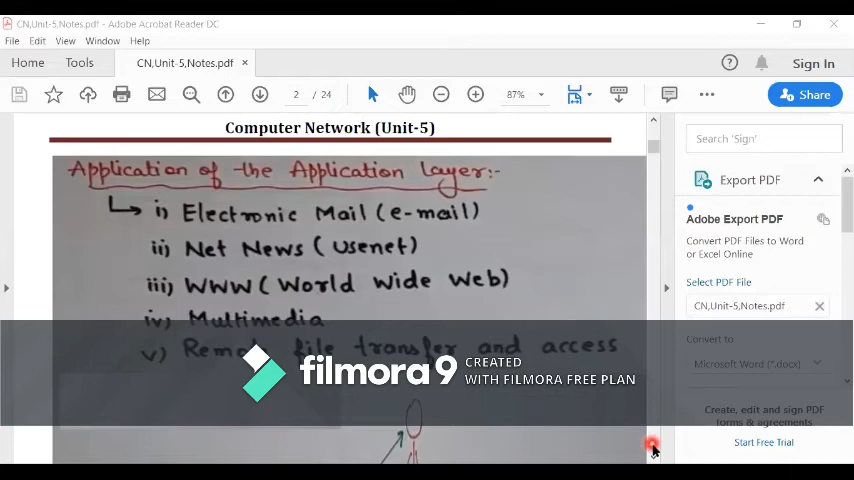 CN,Unit-5,Notes.pdf - Adobe Acrobat Reader DC
File Edit View Window Help
Home Tools CN,Unit-5,Notes.pdf × Sign In
2 / 24 87% Share
Computer Network (Unit-5)
Application of the Application Layer:-
i) Electronic Mail (e-mail)
ii) Net News (Usenet)
iii) WWW (World Wide Web)
iv) Multimedia
v) Remote file transfer and access
filmora9 CREATED
WITH FILMORA FREE PLAN
Search 'Sign'
Export PDF
Adobe Export PDF
Convert PDF Files to Word
or Excel Online
Select PDF File
CN,Unit-5,Notes.pdf
Convert to
Microsoft Word (*.docx)
Create, edit and sign PDF
forms & agreements
Start Free Trial